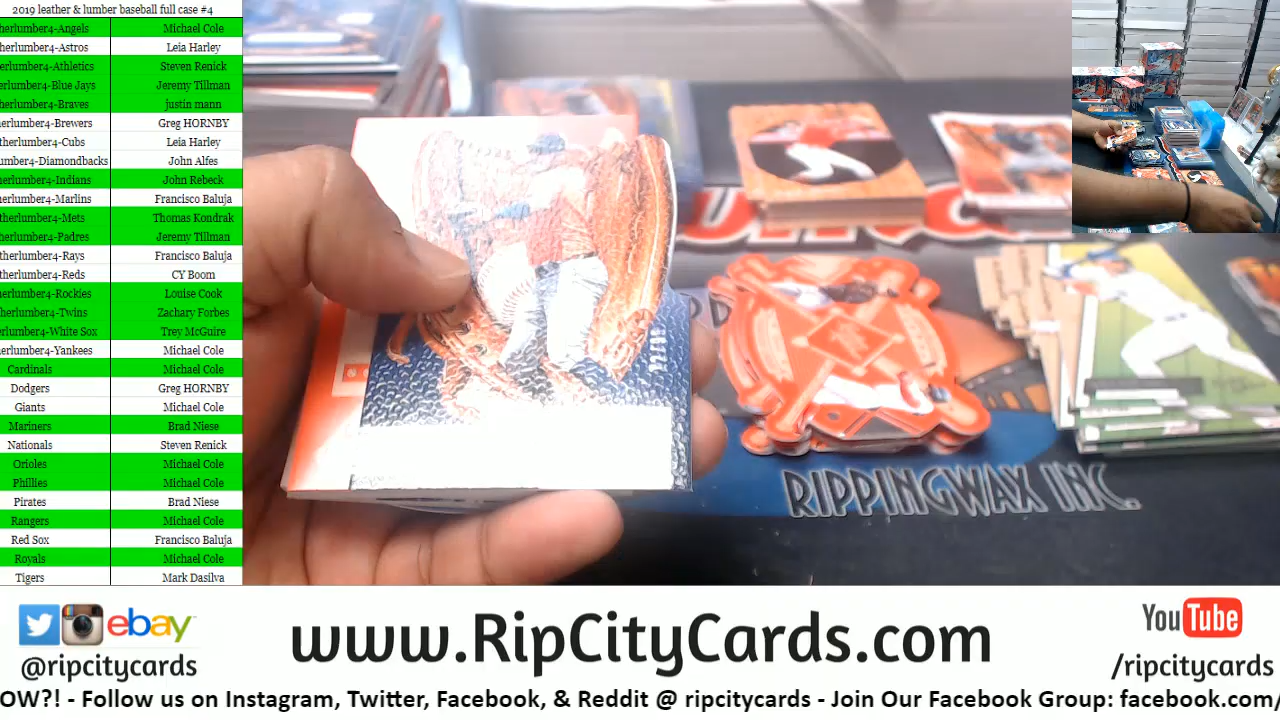 2019 leather & lumber baseball full case #4
herlumber4-Angels Michael Cole
therlumber4-Astros Leia Harley
erlumber4-Athletics Steven Renick
herlumber4-Blue Jays Jeremy Tillman
herlumber4-Braves justin mann
herlumber4-Brewers Greg HORNBY
therlumber4-Cubs Leia Harley
umber4-Diamondbacks John Alfes
herlumber4-Indians John Rebeck
herlumber4-Marlins Francisco Baluja
therlumber4-Mets Thomas Kondrak
therlumber4-Padres Jeremy Tillman
therlumber4-Rays Francisco Baluja
therlumber4-Reds CY Boom
herlumber4-Rockies Louise Cook
therlumber4-Twins Zachary Forbes
erlumber4-White Sox Trey McGuire
herlumber4-Yankees Michael Cole
Cardinals Michael Cole
Dodgers Greg HORNBY
Giants Michael Cole
Mariners Brad Niese
Nationals Steven Renick
Orioles Michael Cole
Phillies Michael Cole
Pirates Brad Niese
Rangers Michael Cole
Red Sox Francisco Baluja
Royals Michael Cole
Tigers Mark Dasilva
RIPPINGWAX INC.
ebay
@ripcitycards
www.RipCityCards.com
YouTube
/ripcitycards
OW?! - Follow us on Instagram, Twitter, Facebook, & Reddit @ ripcitycards - Join Our Facebook Group: facebook.com/